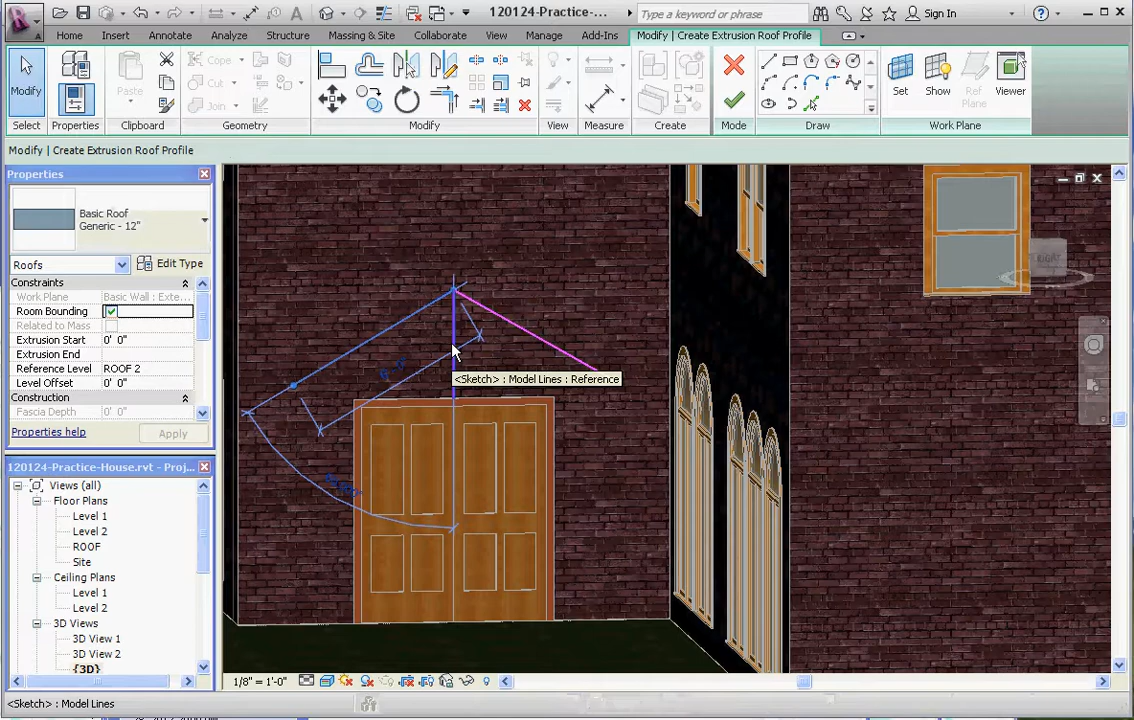 120124-Practice-...
Type a keyword or phrase
Sign In
Home Insert Annotate Analyze Structure Massing & Site Collaborate View Manage Add-Ins Modify | Create Extrusion Roof Profile
Modify
Paste
Cope
Cut
Join
Set Show Ref Plane Viewer
Select Properties Clipboard Geometry Modify View Measure Create Mode Draw Work Plane
Modify | Create Extrusion Roof Profile
Properties
Basic Roof
Generic - 12"
Roofs
Edit Type
Constraints
Work Plane Basic Wall : Exte...
Room Bounding
Related to Mass
Extrusion Start 0' 0"
Extrusion End
Reference Level ROOF 2
Level Offset 0' 0"
Construction
Fascia Depth 0' 0"
Properties help
Apply
120124-Practice-House.rvt - Proj...
Views (all)
Floor Plans
Level 1
Level 2
ROOF
Site
Ceiling Plans
Level 1
Level 2
3D Views
3D View 1
3D View 2
{3D}
<Sketch> : Model Lines : Reference
RIGHT
1/8" = 1'-0"
<Sketch> : Model Lines